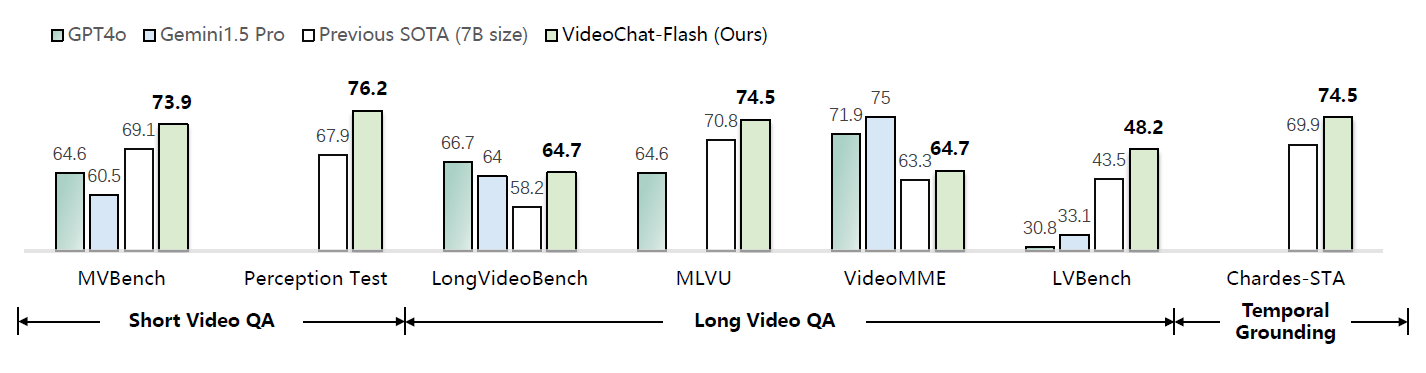 GPT4o Gemini1.5 Pro Previous SOTA (7B size) VideoChat-Flash (Ours)
64.6 60.5 69.1 73.9
67.9 76.2
66.7 64 58.2 64.7
64.6 70.8 74.5
71.9 75 63.3 64.7
30.8 33.1 43.5 48.2
69.9 74.5
MVBench Perception Test LongVideoBench MLVU VideoMME LVBench Chardes-STA
Short Video QA Long Video QA Temporal
Grounding